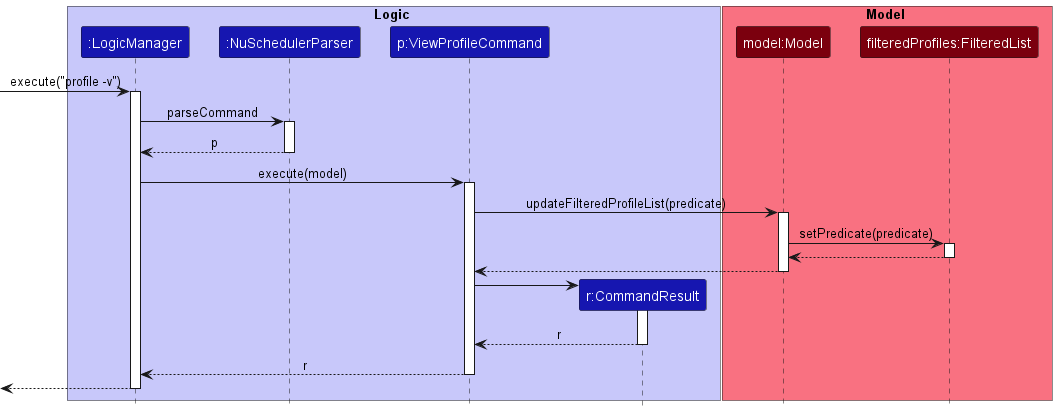 Logic
Model
:LogicManager
:NuSchedulerParser
p:ViewProfileCommand
model:Model
filteredProfiles:FilteredList
execute("profile -v")
parseCommand
p
execute(model)
updateFilteredProfileList(predicate)
setPredicate(predicate)
r:CommandResult
r
r